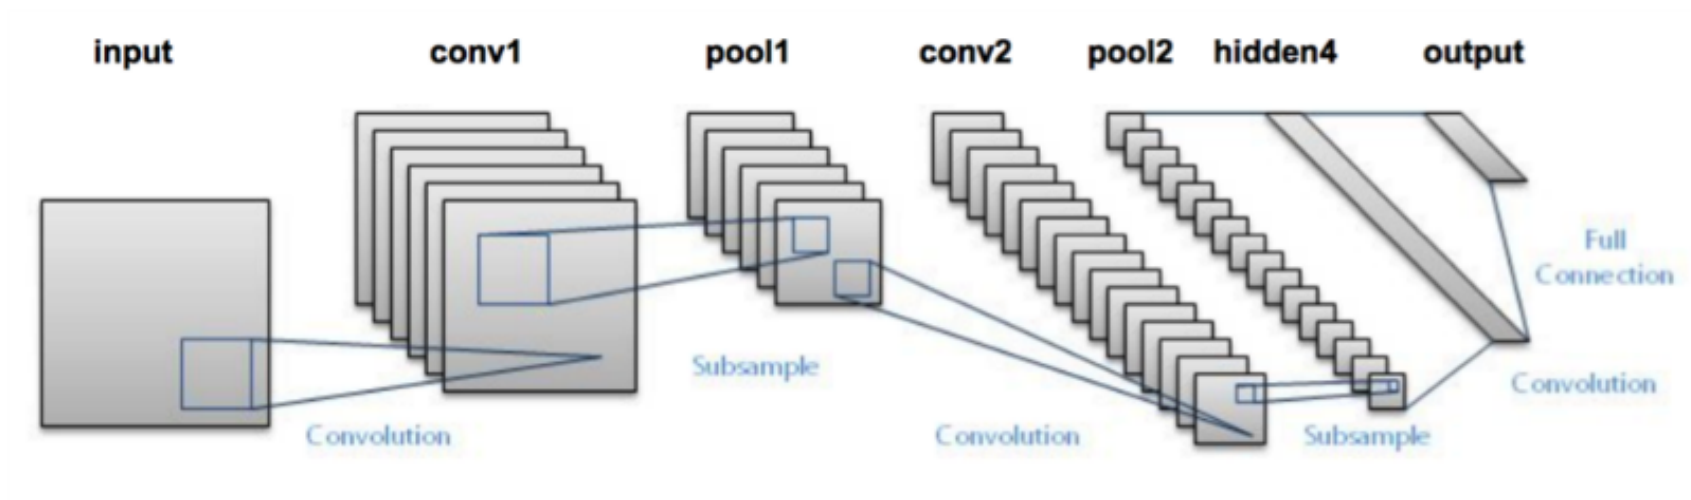 input conv1 pool1 conv2 pool2 hidden4 output
Full
Connection
Subsample
Convolution
Convolution
Convolution
Subsample